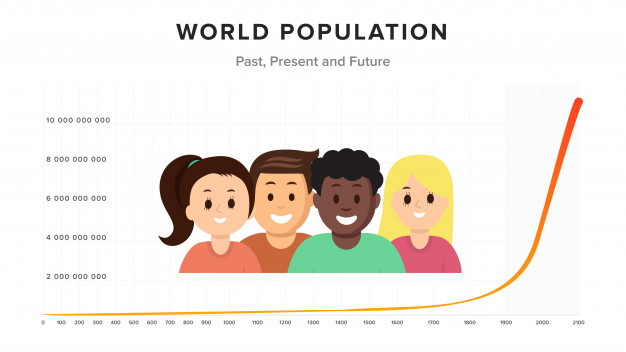 WORLD POPULATION
Past, Present and Future
10 000 000 000
8 000 000 000
6 000 000 000
4 000 000 000
2 000 000 000
0 100 200 300 400 500 600 700 800 900 1000 1100 1200 1300 1400 1500 1600 1700 1800 1900 2000 2100